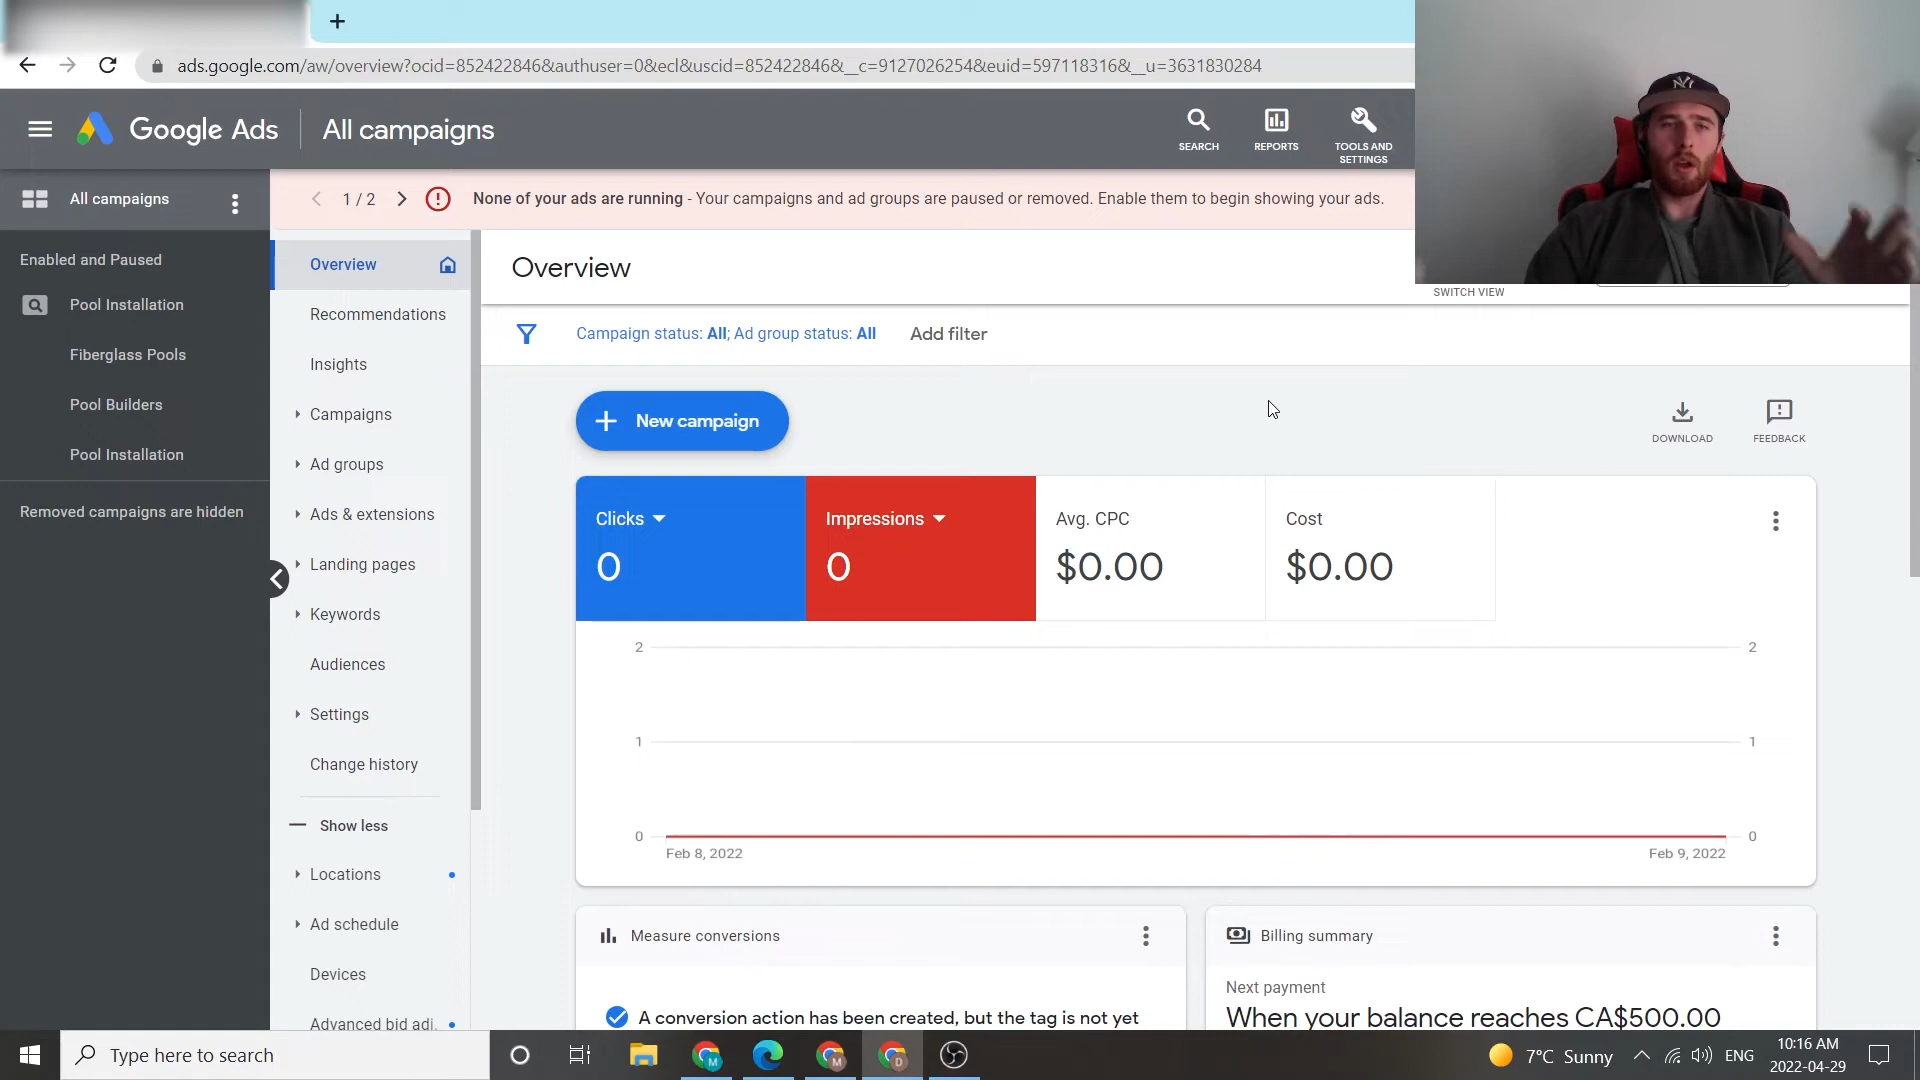 ads.google.com/aw/overview?ocid=852422846&authuser=0&ecl&uscid=852422846&__c=9127026254&euid=597118316&__u=3631830284
Google Ads
All campaigns
SEARCH
REPORTS
TOOLS AND
SETTINGS
All campaigns
1 / 2
None of your ads are running - Your campaigns and ad groups are paused or removed. Enable them to begin showing your ads.
Enabled and Paused
Pool Installation
Fiberglass Pools
Pool Builders
Pool Installation
Removed campaigns are hidden
Overview
Recommendations
Insights
Campaigns
Ad groups
Ads & extensions
Landing pages
Keywords
Audiences
Settings
Change history
Show less
Locations
Ad schedule
Devices
Advanced bid adj.
Overview
SWITCH VIEW
Campaign status: All; Ad group status: All
Add filter
New campaign
DOWNLOAD
FEEDBACK
Clicks
0
Impressions
0
Avg. CPC
$0.00
Cost
$0.00
2
2
1
1
0
0
Feb 8, 2022
Feb 9, 2022
Measure conversions
A conversion action has been created, but the tag is not yet
Billing summary
Next payment
When your balance reaches CA$500.00
Type here to search
M
M
D
7°C Sunny
ENG
10:16 AM
2022-04-29
NY